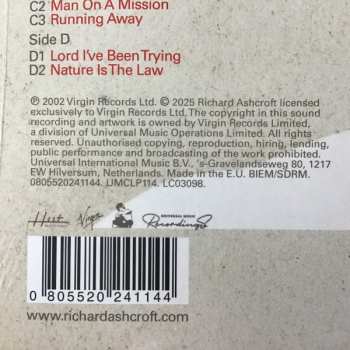 C2 Man On A Mission
C3 Running Away
Side D
D1 Lord I've Been Trying
D2 Nature Is The Law
℗ 2002 Virgin Records Ltd. © 2025 Richard Ashcroft licensed
exclusively to Virgin Records Ltd. The copyright in this sound
recording and artwork is owned by Virgin Records Limited,
a division of Universal Music Operations Limited. All rights
reserved. Unauthorised copying, reproduction, hiring, lending,
public performance and broadcasting of the work prohibited.
Universal International Music B.V., 's-Gravelandseweg 80, 1217
EW Hilversum, Netherlands. Made in the E.U. BIEM/SDRM.
0805520241144. UMCLP114. LC03098.
Virgin
UNIVERSAL MUSIC
Recordings
0 805520 241144
www.richardashcroft.com